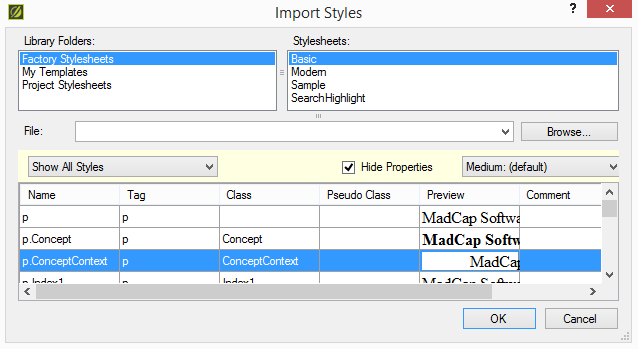 Import Styles
? ×
Library Folders:
Stylesheets:
Factory Stylesheets
My Templates
Project Stylesheets
Basic
Modern
Sample
SearchHighlight
File:
Browse...
Show All Styles
Hide Properties
Medium: (default)
Name Tag Class Pseudo Class Preview Comment
p p MadCap Softwa
p.Concept p Concept MadCap Softw
p.ConceptContext p ConceptContext MadCap
p.Index1 p Index1 MadCap Softwa
OK Cancel